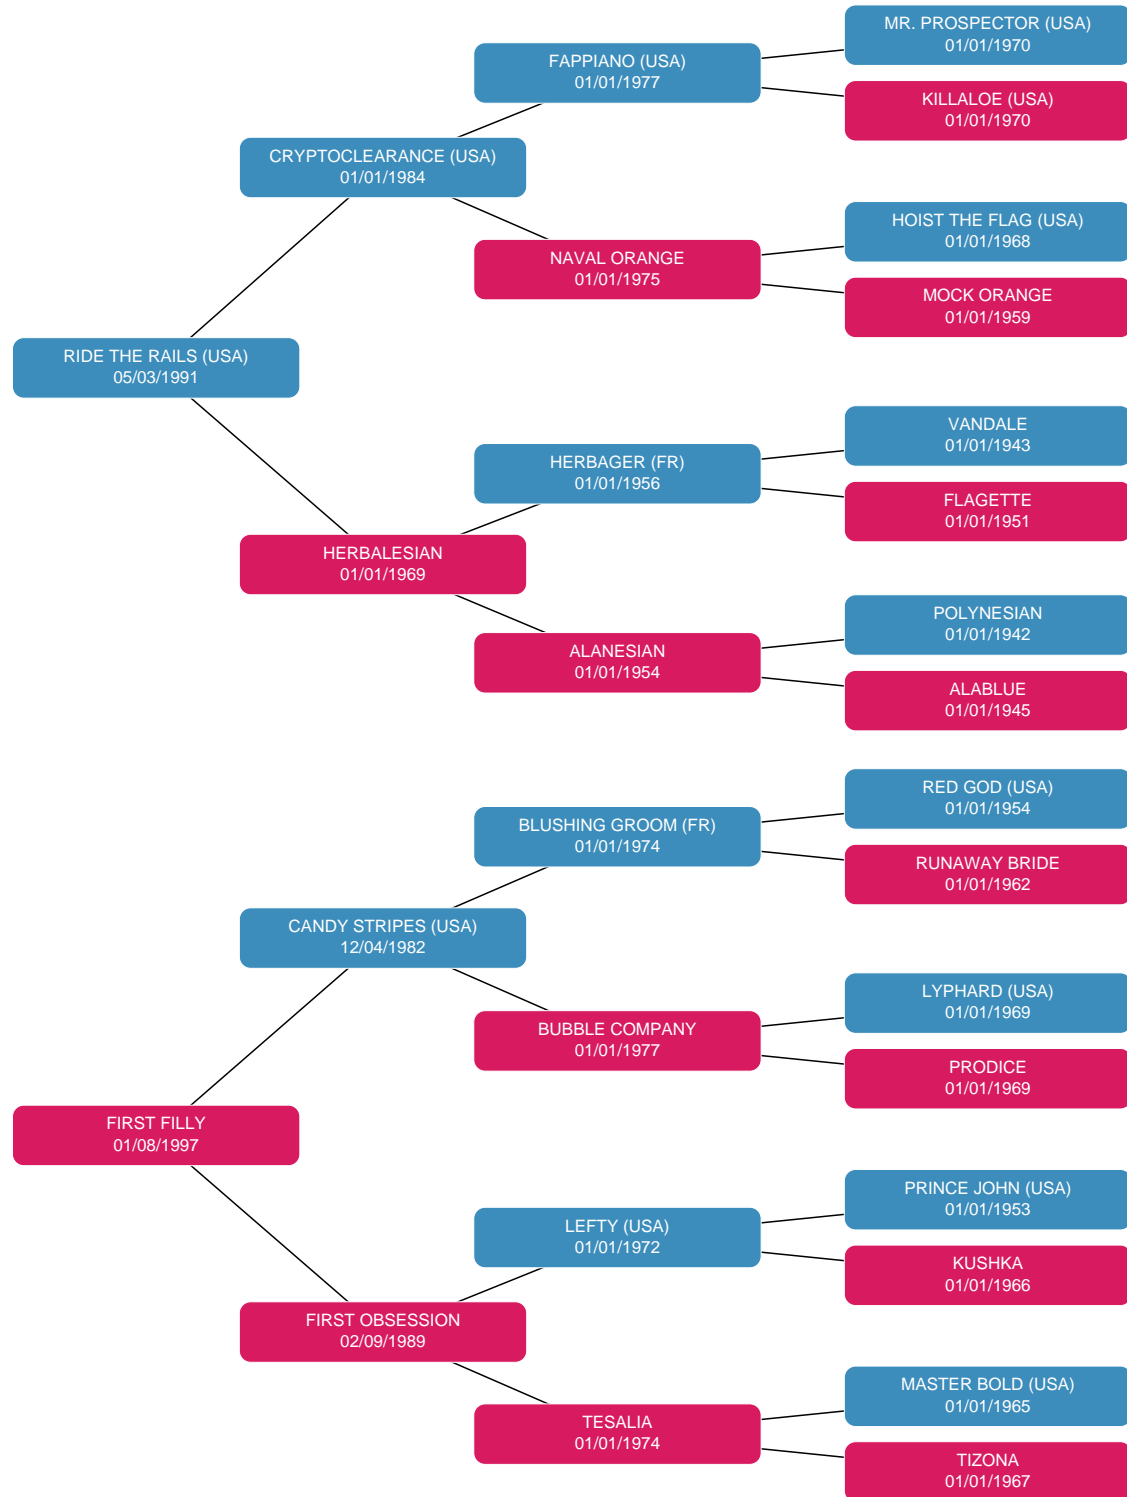 MR. PROSPECTOR (USA)
01/01/1970
FAPPIANO (USA)
01/01/1977
KILLALOE (USA)
01/01/1970
CRYPTOCLEARANCE (USA)
01/01/1984
HOIST THE FLAG (USA)
01/01/1968
NAVAL ORANGE
01/01/1975
MOCK ORANGE
01/01/1959
RIDE THE RAILS (USA)
05/03/1991
VANDALE
01/01/1943
HERBAGER (FR)
01/01/1956
FLAGETTE
01/01/1951
HERBALESIAN
01/01/1969
POLYNESIAN
01/01/1942
ALANESIAN
01/01/1954
ALABLUE
01/01/1945
RED GOD (USA)
01/01/1954
BLUSHING GROOM (FR)
01/01/1974
RUNAWAY BRIDE
01/01/1962
CANDY STRIPES (USA)
12/04/1982
LYPHARD (USA)
01/01/1969
BUBBLE COMPANY
01/01/1977
PRODICE
01/01/1969
FIRST FILLY
01/08/1997
PRINCE JOHN (USA)
01/01/1953
LEFTY (USA)
01/01/1972
KUSHKA
01/01/1966
FIRST OBSESSION
02/09/1989
MASTER BOLD (USA)
01/01/1965
TESALIA
01/01/1974
TIZONA
01/01/1967